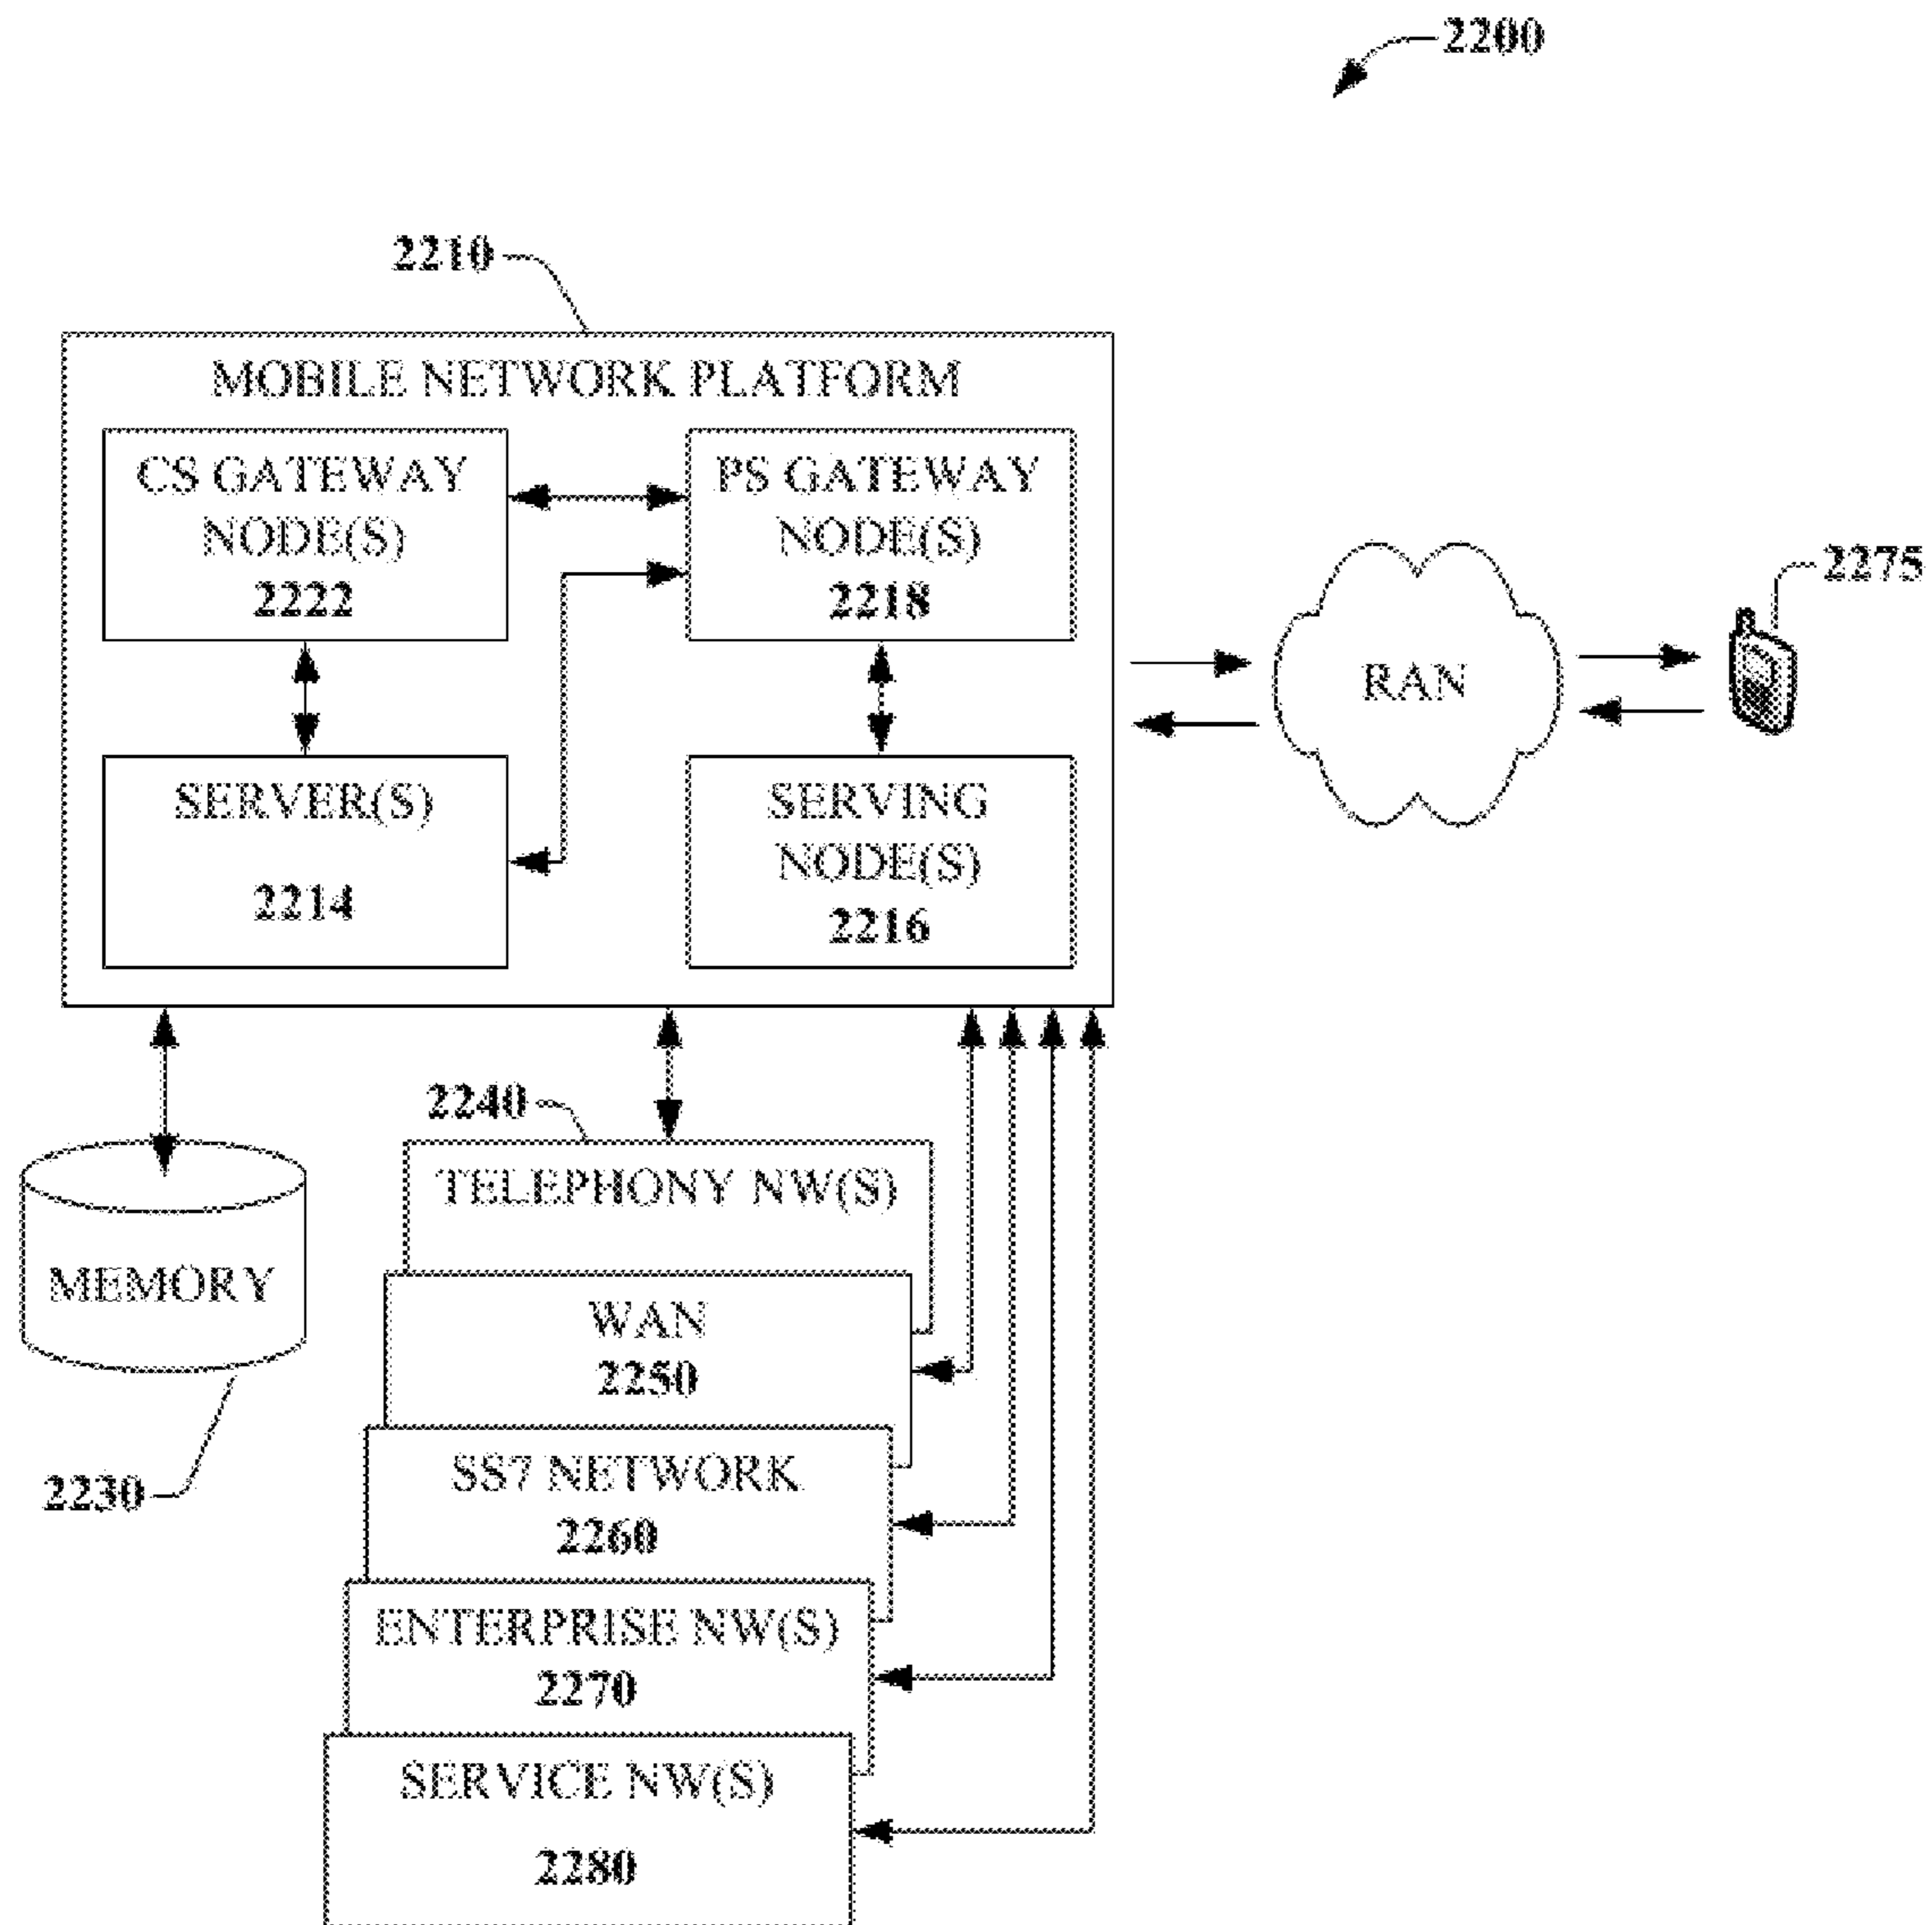 2200
2210
MOBILE NETWORK PLATFORM
CS GATEWAY
NODE(S)
2222
PS GATEWAY
NODE(S)
2218
2275
RAN
SERVER(S)
2214
SERVING
NODE(S)
2216
2240
TELEPHONY NW(S)
MEMORY
2230
WAN
2250
SS7 NETWORK
2260
ENTERPRISE NW(S)
2270
SERVICE NW(S)
2280